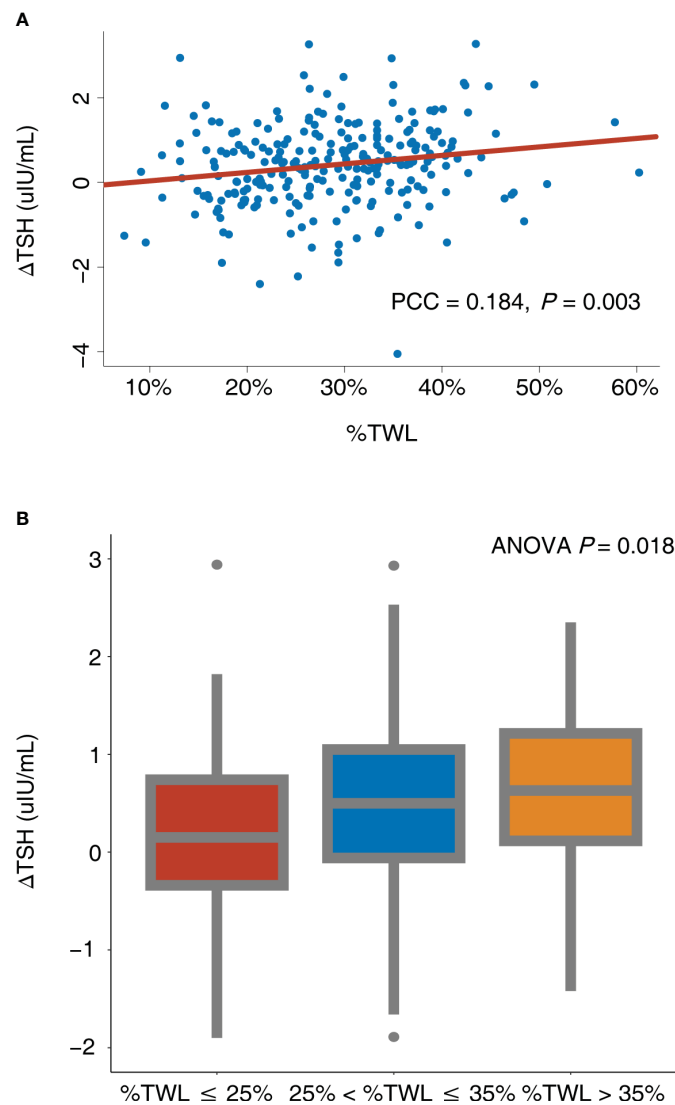 A
ΔTSH (uIU/mL)
2
0
−2
−4
PCC = 0.184, P = 0.003
10% 20% 30% 40% 50% 60%
%TWL
B
ANOVA P = 0.018
ΔTSH (uIU/mL)
3
2
1
0
−1
−2
%TWL ≤ 25% 25% < %TWL ≤ 35% %TWL > 35%